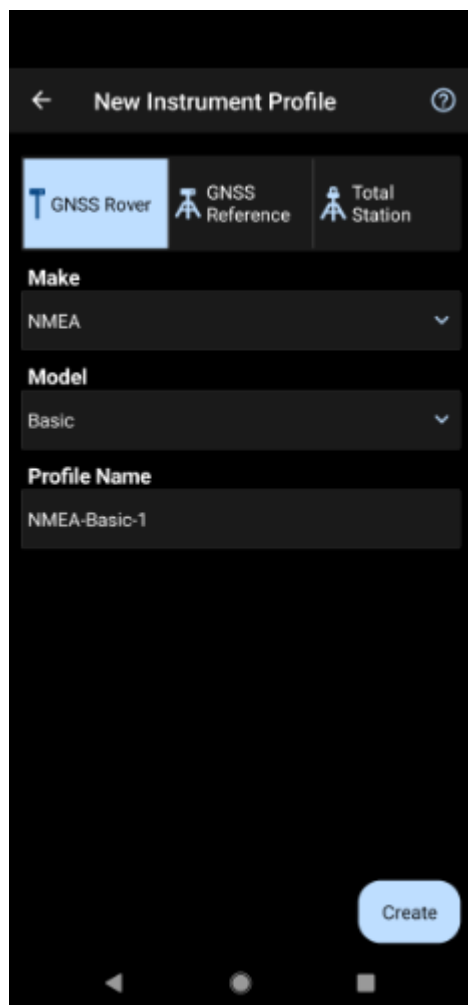 New Instrument Profile
GNSS Rover
GNSS
Reference
Total
Station
Make
NMEA
Model
Basic
Profile Name
NMEA-Basic-1
Create